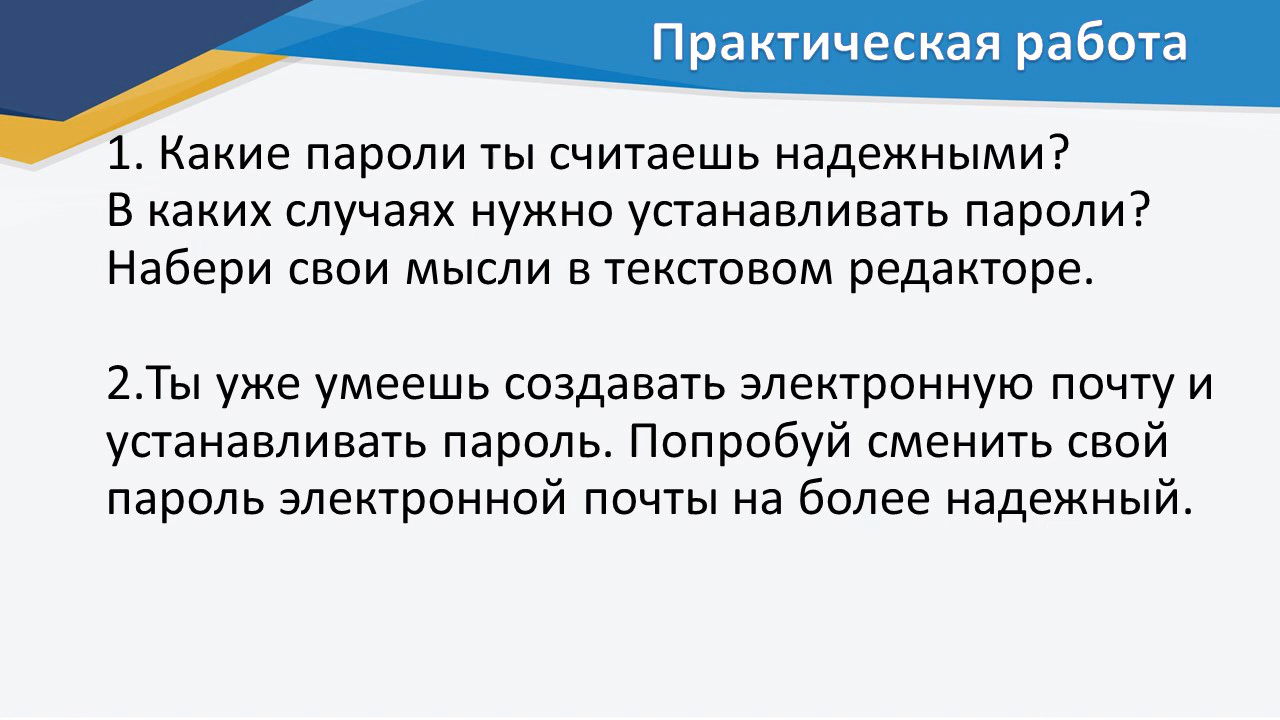 Практическая работа
1. Какие пароли ты считаешь надежными?
В каких случаях нужно устанавливать пароли?
Набери свои мысли в текстовом редакторе.
2.Ты уже умеешь создавать электронную почту и
устанавливать пароль. Попробуй сменить свой
пароль электронной почты на более надежный.